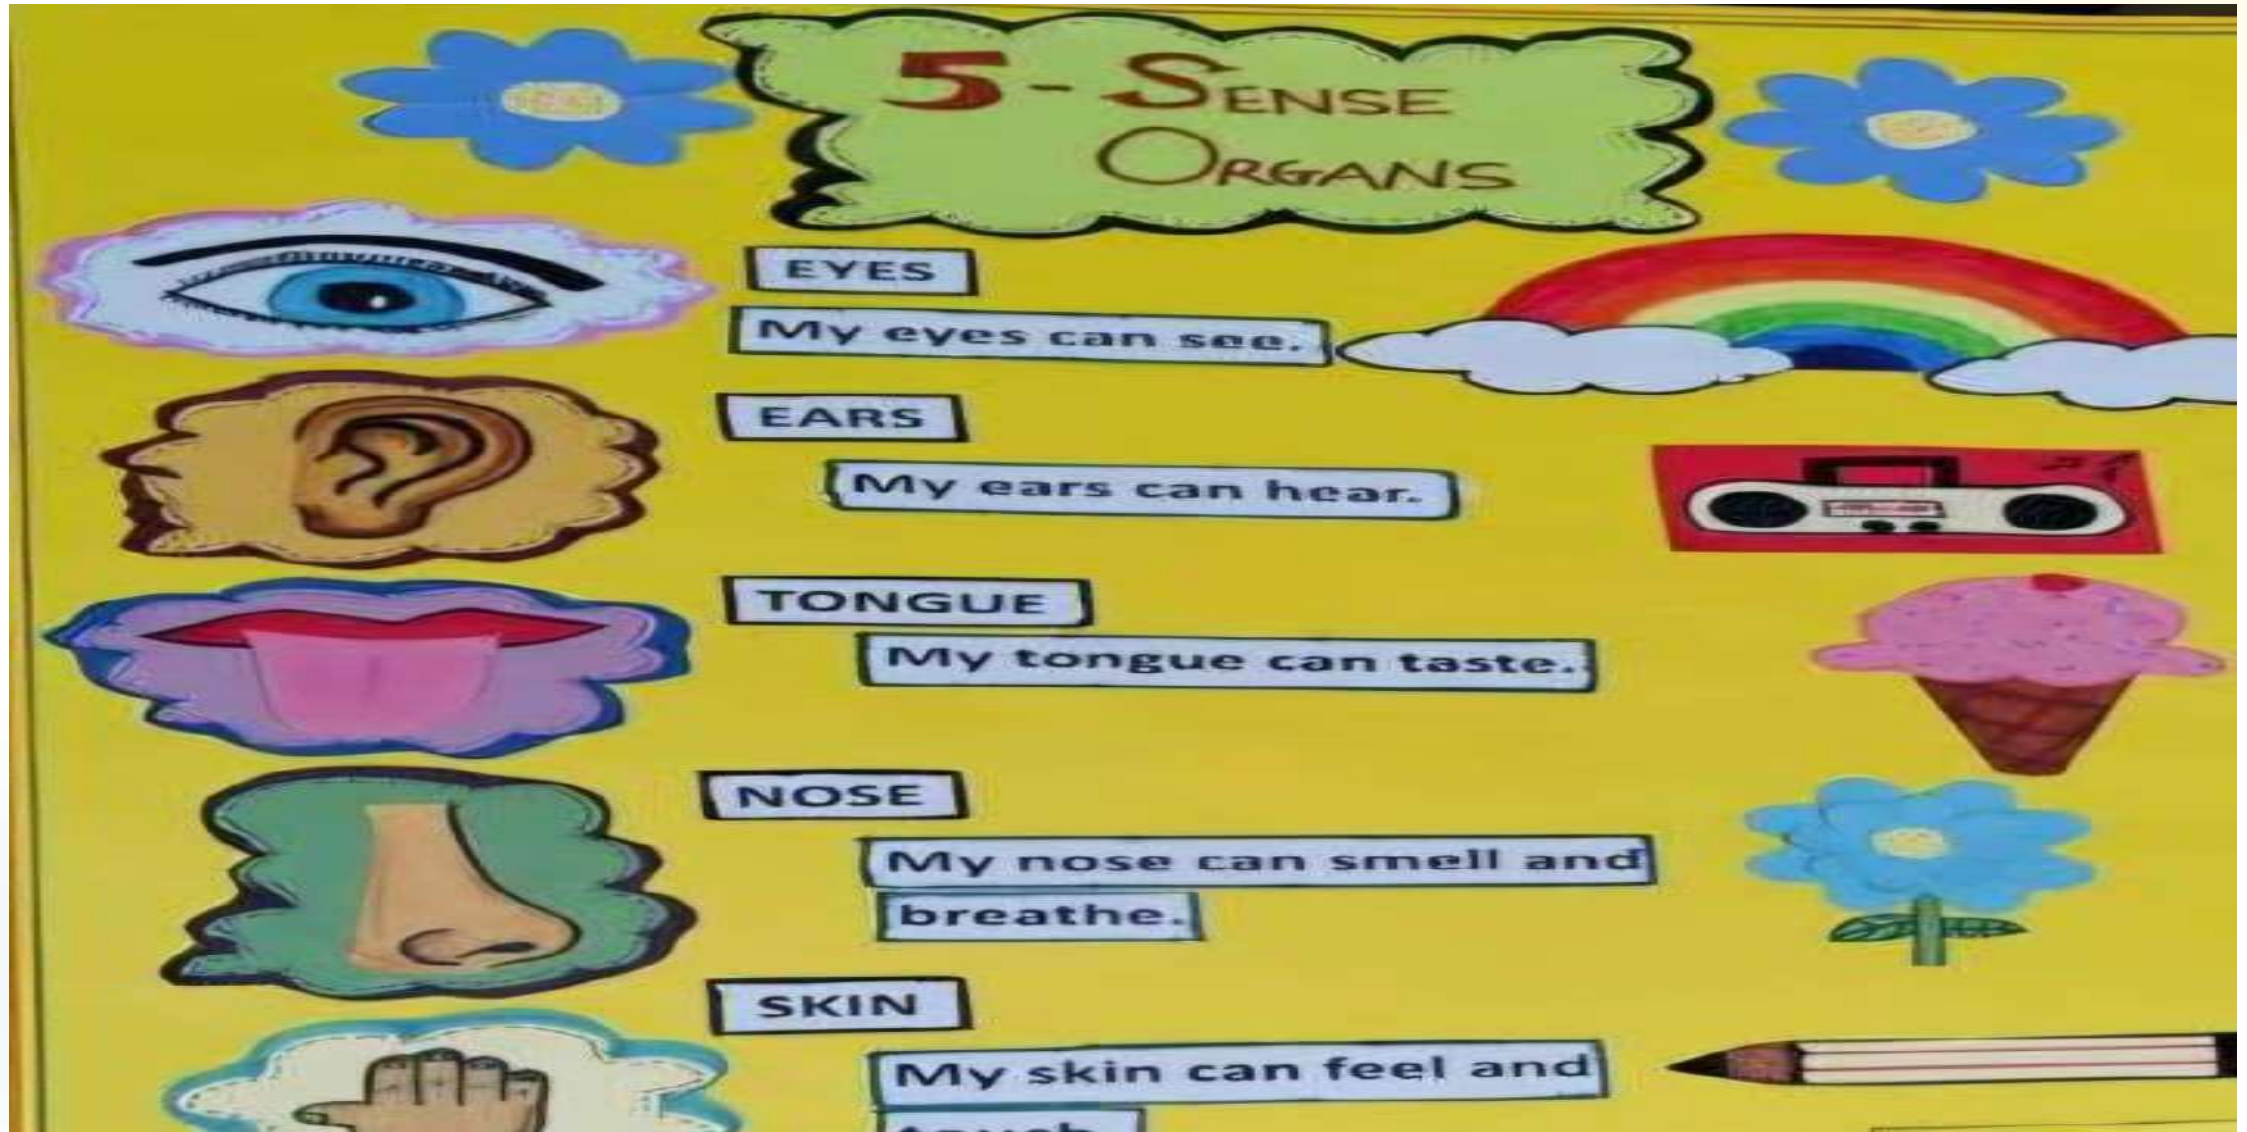 5 - SENSE
ORGANS
EYES
My eyes can see.
EARS
My ears can hear.
TONGUE
My tongue can taste.
NOSE
My nose can smell and
breathe.
SKIN
My skin can feel and
touch.